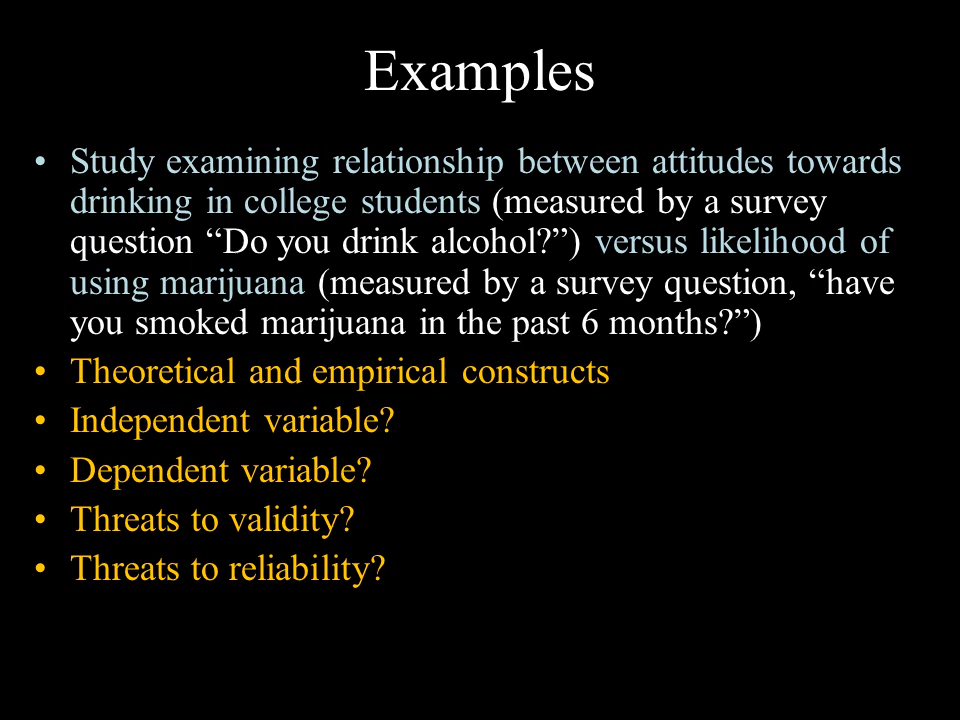 Examples
• Study examining relationship between attitudes towards
drinking in college students (measured by a survey
question “Do you drink alcohol?”) versus likelihood of
using marijuana (measured by a survey question, “have
you smoked marijuana in the past 6 months?”)
• Theoretical and empirical constructs
• Independent variable?
• Dependent variable?
• Threats to validity?
• Threats to reliability?